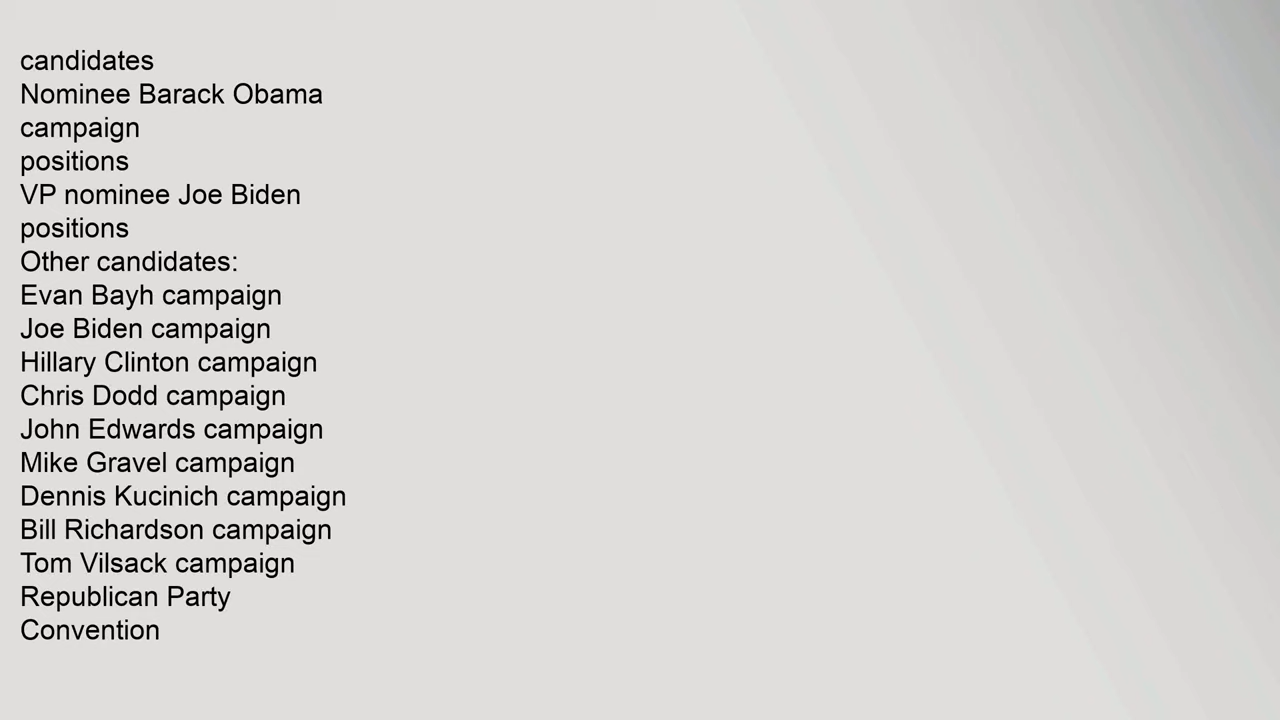 candidates
Nominee Barack Obama
campaign
positions
VP nominee Joe Biden
positions
Other candidates:
Evan Bayh campaign
Joe Biden campaign
Hillary Clinton campaign
Chris Dodd campaign
John Edwards campaign
Mike Gravel campaign
Dennis Kucinich campaign
Bill Richardson campaign
Tom Vilsack campaign
Republican Party
Convention